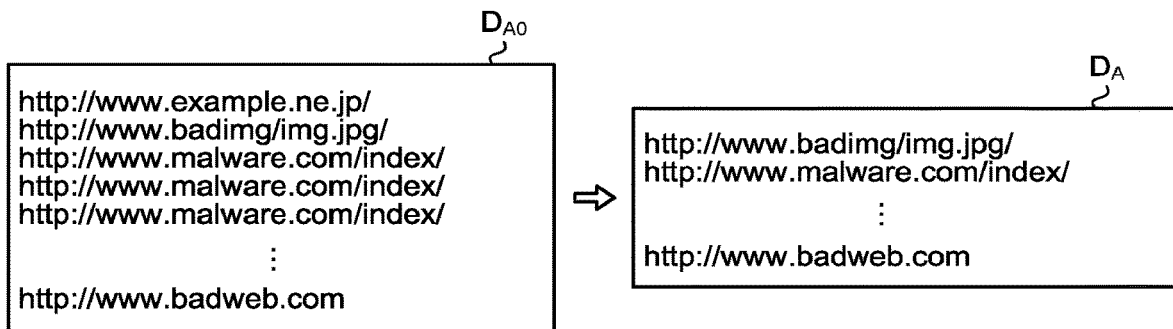 D_A0
http://www.example.ne.jp/
http://www.badimg/img.jpg/
http://www.malware.com/index/
http://www.malware.com/index/
http://www.malware.com/index/
⋮
http://www.badweb.com
⇨
D_A
http://www.badimg/img.jpg/
http://www.malware.com/index/
⋮
http://www.badweb.com